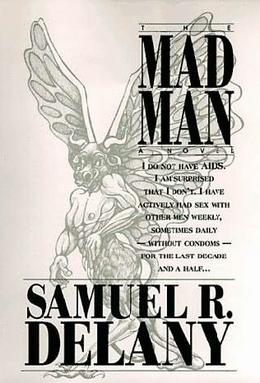 THE
MAD
MAN
A NOVEL
I DO NOT HAVE AIDS.
I AM SURPRISED
THAT I DON'T. I HAVE
ACTIVELY HAD SEX WITH
OTHER MEN WEEKLY,
SOMETIMES DAILY
— WITHOUT CONDOMS —
FOR THE LAST DECADE
AND A HALF...
SAMUEL R.
DELANY